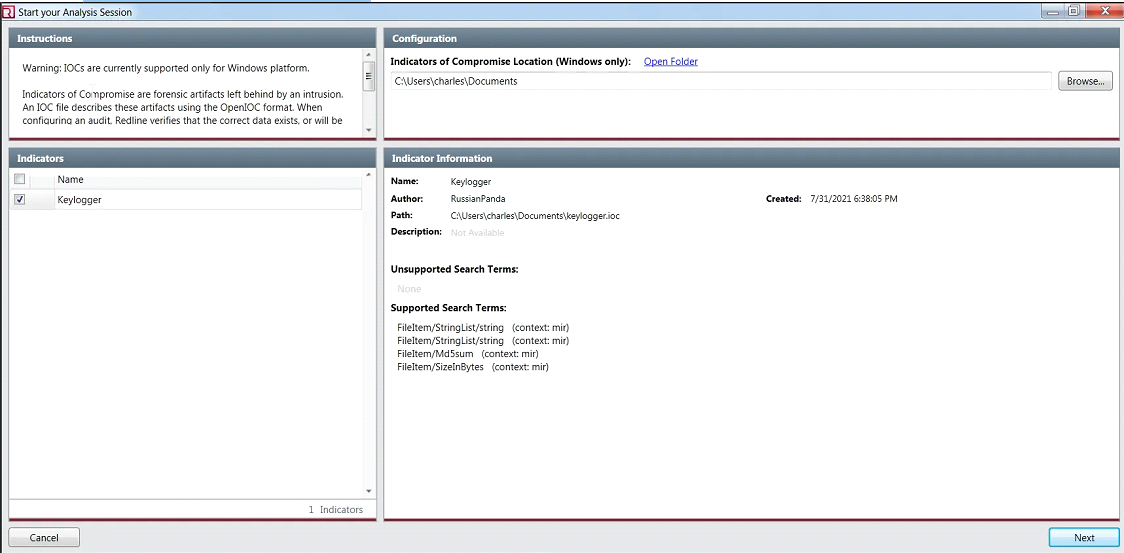 Start your Analysis Session
Instructions
Warning: IOCs are currently supported only for Windows platform.
Indicators of Compromise are forensic artifacts left behind by an intrusion.
An IOC file describes these artifacts using the OpenIOC format. When
configuring an audit, Redline verifies that the correct data exists, or will be
Configuration
Indicators of Compromise Location (Windows only): Open Folder
C:\Users\charles\Documents
Browse...
Indicators
Name
Keylogger
1 Indicators
Indicator Information
Name: Keylogger
Author: RussianPanda Created: 7/31/2021 6:38:05 PM
Path: C:\Users\charles\Documents\keylogger.ioc
Description: Not Available
Unsupported Search Terms:
None
Supported Search Terms:
FileItem/StringList/string (context: mir)
FileItem/StringList/string (context: mir)
FileItem/Md5sum (context: mir)
FileItem/SizeInBytes (context: mir)
Cancel
Next